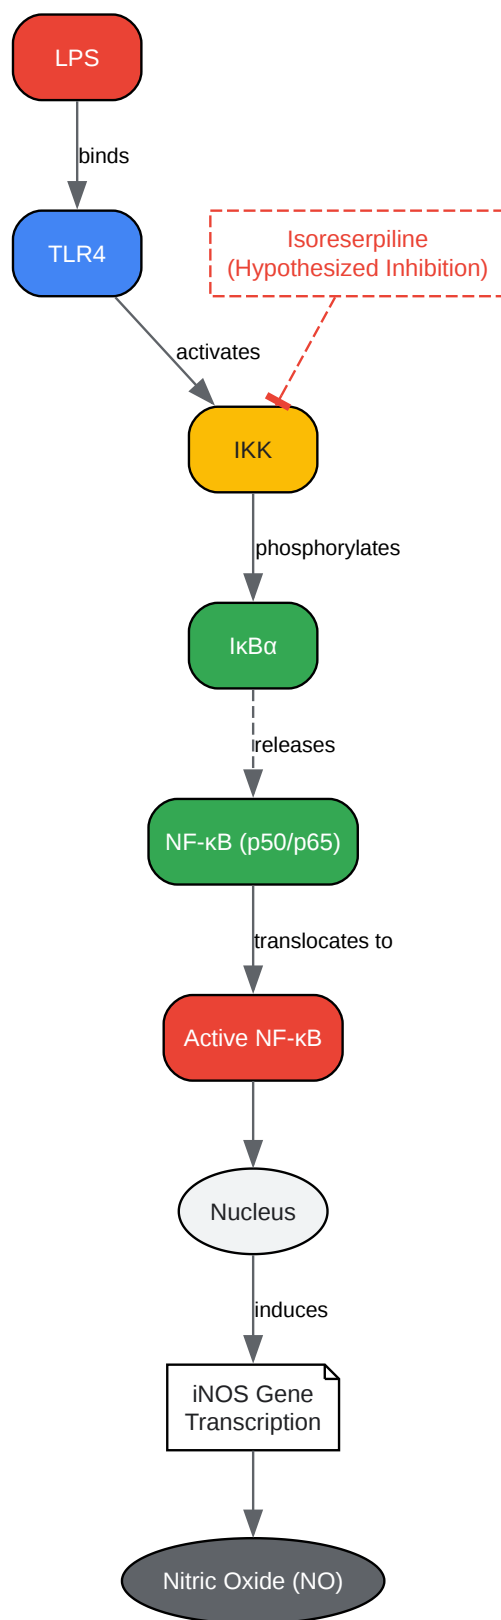 LPS
binds
TLR4
Isoreserpiline
(Hypothesized Inhibition)
activates
IKK
phosphorylates
IκBα
releases
NF-κB (p50/p65)
translocates to
Active NF-κB
Nucleus
induces
iNOS Gene
Transcription
Nitric Oxide (NO)